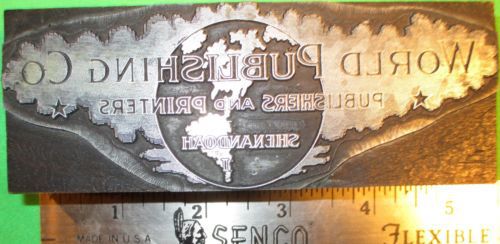 WORLD PUBLISHING CO
PUBLISHERS AND PRINTERS
SHENANDOAH
1 2 3 4 5
MADE IN U.S.A
SENCO
FLEXIBLE